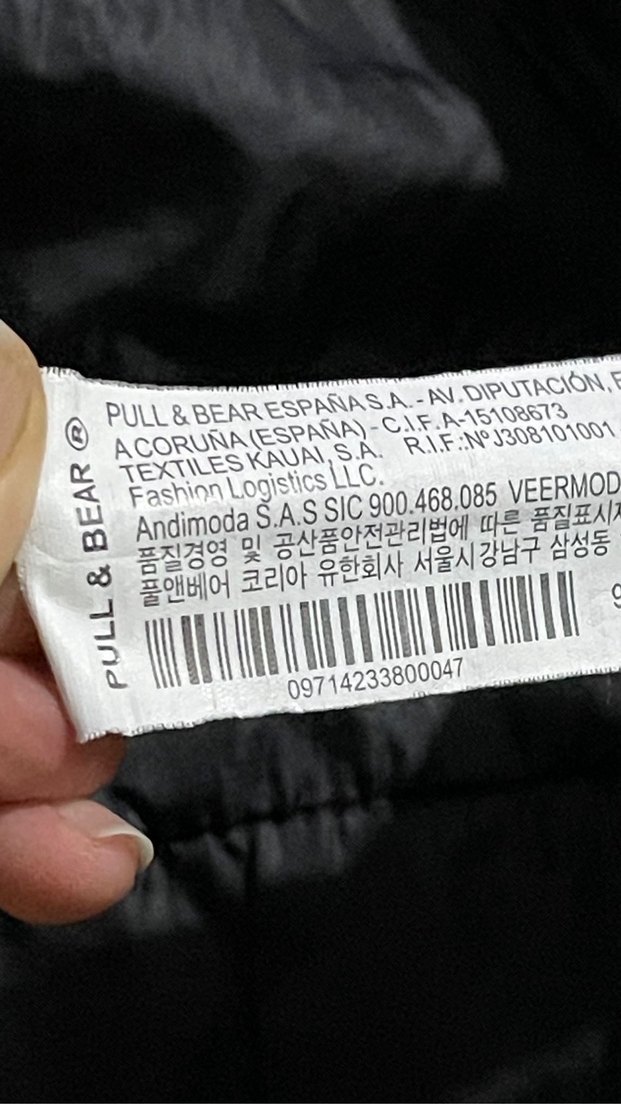 PULL & BEAR ®
PULL & BEAR ESPAÑA S.A. - AV. DIPUTACIÓN,
A CORUÑA (ESPAÑA) - C.I.F. A-15108673
TEXTILES KAUAI, S.A. R.I.F.:Nº J308101001
Fashion Logistics LLC.
Andimoda S.A.S SIC 900.468.085 VEERMOD
품질경영 및 공산품안전관리법에 따른 품질표시
풀앤베어 코리아 유한회사 서울시 강남구 삼성동
09714233800047